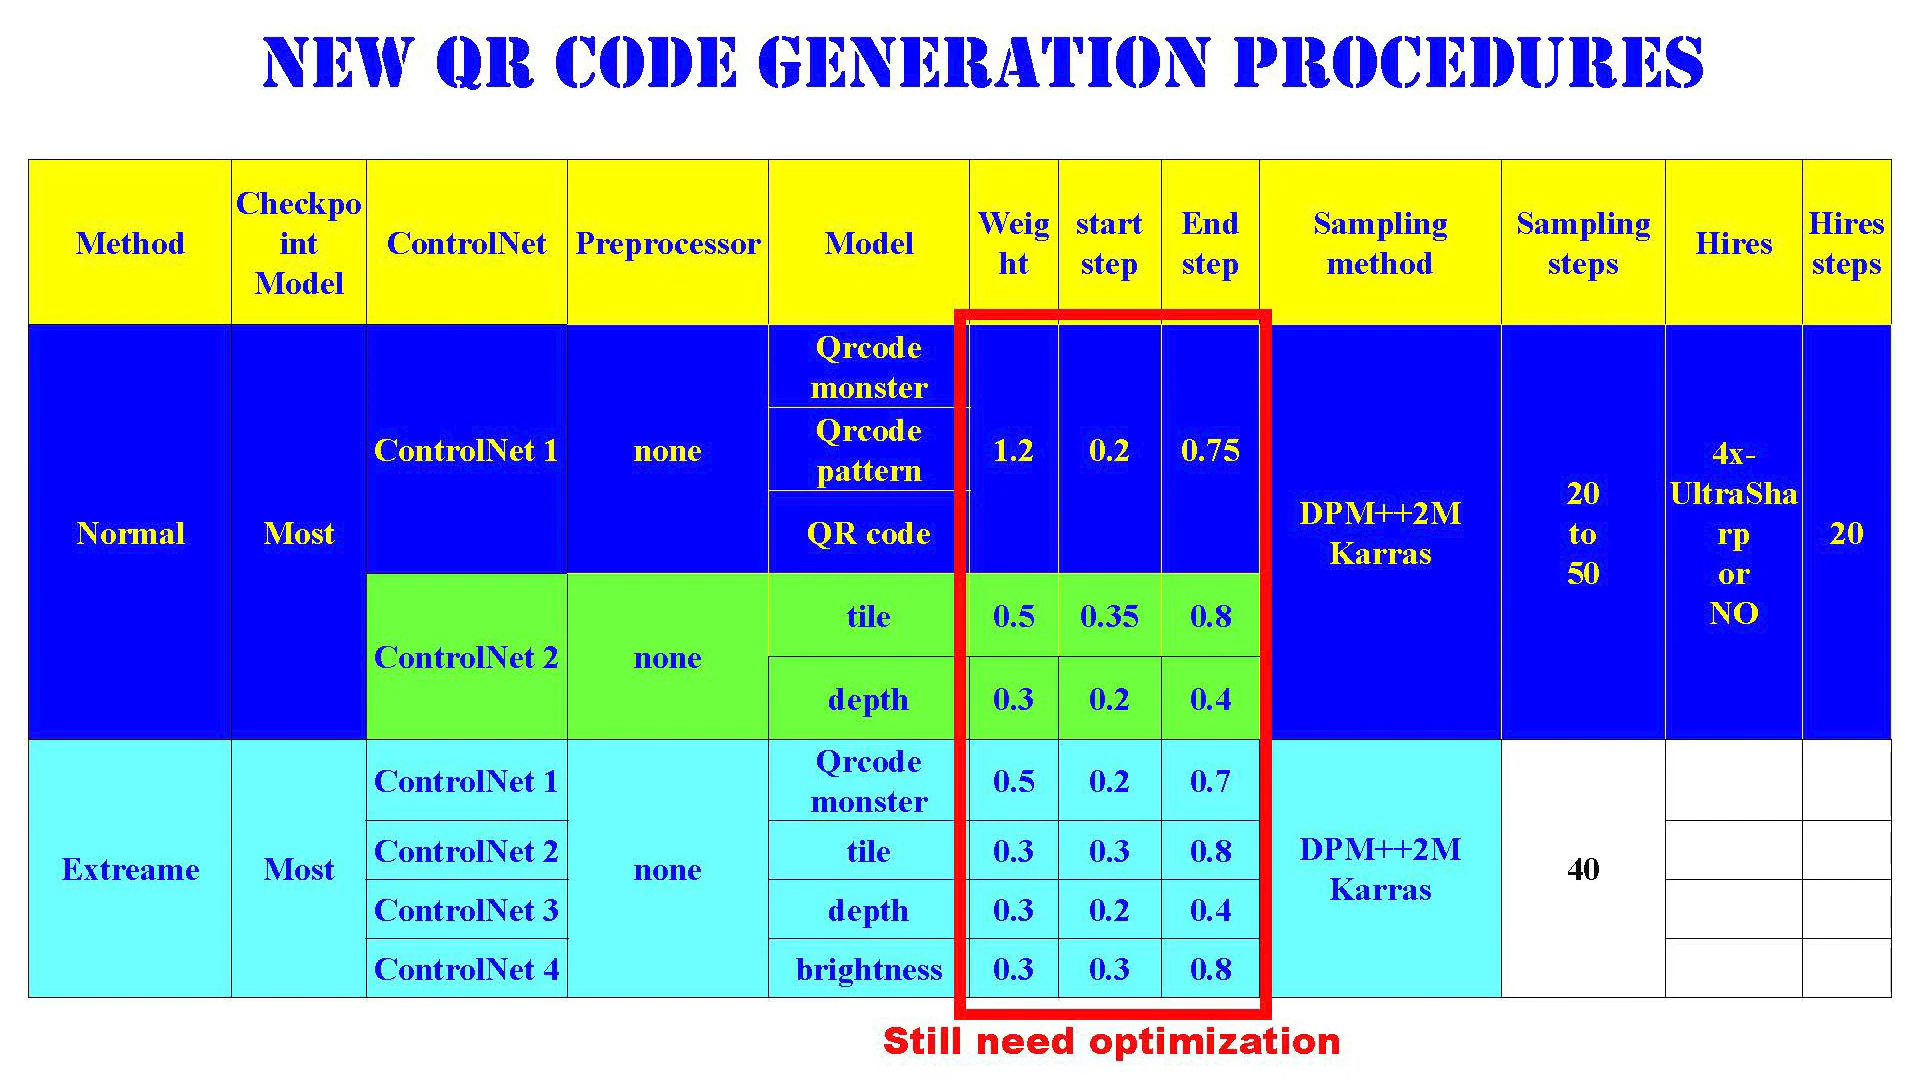 NEW QR CODE GENERATION PROCEDURES
Method
Checkpo
int
Model
ControlNet
Preprocessor
Model
Weig
ht
start
step
End
step
Sampling
method
Sampling
steps
Hires
Hires
steps
Normal
Most
ControlNet 1
none
Qrcode
monster
Qrcode
pattern
QR code
1.2
0.2
0.75
ControlNet 2
none
tile
0.5
0.35
0.8
depth
0.3
0.2
0.4
DPM++2M
Karras
20
to
50
4x-
UltraSha
rp
or
NO
20
Extreame
Most
ControlNet 1
none
Qrcode
monster
0.5
0.2
0.7
ControlNet 2
tile
0.3
0.3
0.8
ControlNet 3
depth
0.3
0.2
0.4
ControlNet 4
brightness
0.3
0.3
0.8
DPM++2M
Karras
40
Still need optimization